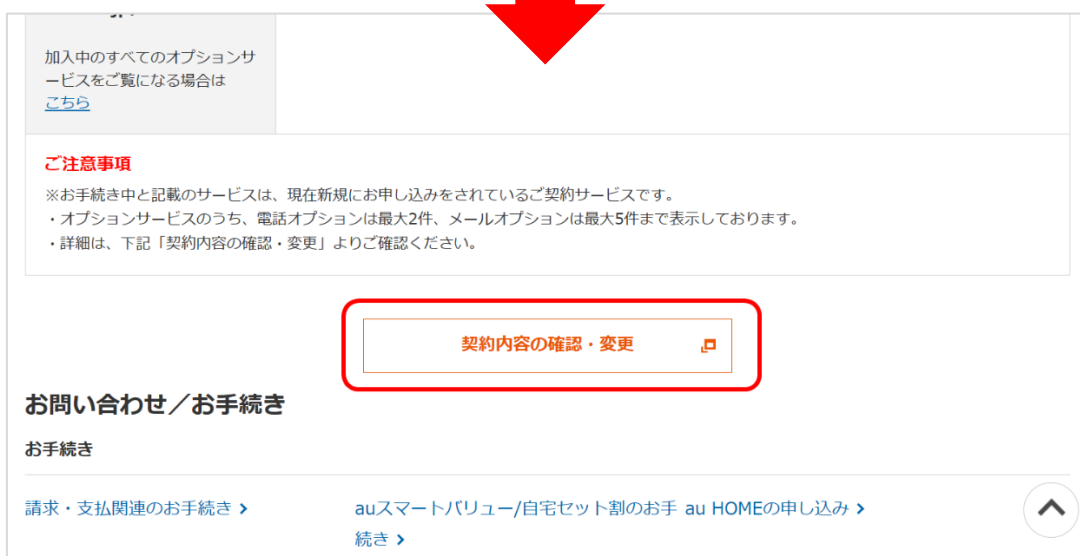 加入中のすべてのオプションサ
ービスをご覧になる場合は
こちら
ご注意事項
※お手続き中と記載のサービスは、現在新規にお申し込みをされているご契約サービスです。
・オプションサービスのうち、電話オプションは最大2件、メールオプションは最大5件まで表示しております。
・詳細は、下記「契約内容の確認・変更」よりご確認ください。
契約内容の確認・変更
お問い合わせ／お手続き
お手続き
請求・支払関連のお手続き
auスマートバリュー/自宅セット割のお手
続き
au HOMEの申し込み